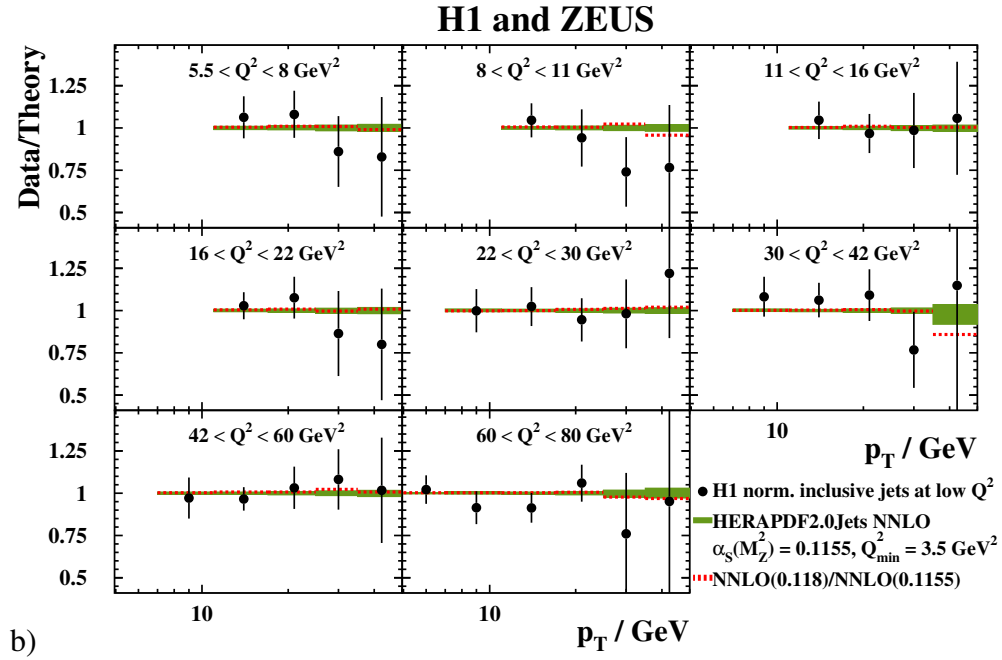 H1 and ZEUS
Data/Theory
5.5 < Q² < 8 GeV²
8 < Q² < 11 GeV²
11 < Q² < 16 GeV²
1.25
1
0.75
0.5
16 < Q² < 22 GeV²
22 < Q² < 30 GeV²
30 < Q² < 42 GeV²
1.25
1
0.75
0.5
10
p_T / GeV
42 < Q² < 60 GeV²
60 < Q² < 80 GeV²
1.25
1
0.75
0.5
10
10
p_T / GeV
H1 norm. inclusive jets at low Q²
HERAPDF2.0Jets NNLO
α_S(M_Z²) = 0.1155, Q²_min = 3.5 GeV²
NNLO(0.118)/NNLO(0.1155)
b)